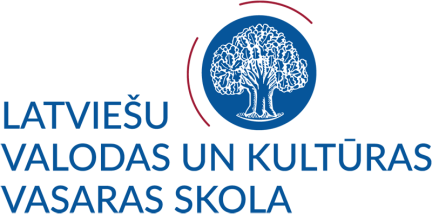 LATVIEŠU
VALODAS UN KULTŪRAS
VASARAS SKOLA